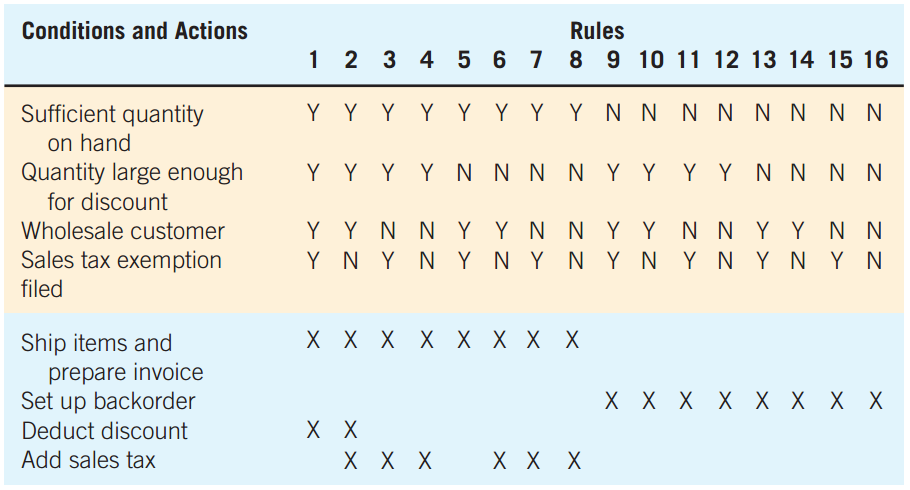 Conditions and Actions Rules
1 2 3 4 5 6 7 8 9 10 11 12 13 14 15 16
Sufficient quantity Y Y Y Y Y Y Y Y N N N N N N N N
on hand
Quantity large enough Y Y Y Y N N N N Y Y Y Y N N N N
for discount
Wholesale customer Y Y N N Y Y N N Y Y N N Y Y N N
Sales tax exemption Y N Y N Y N Y N Y N Y N Y N Y N
filed
Ship items and X X X X X X X X
prepare invoice
Set up backorder X X X X X X X X
Deduct discount X X
Add sales tax X X X X X X